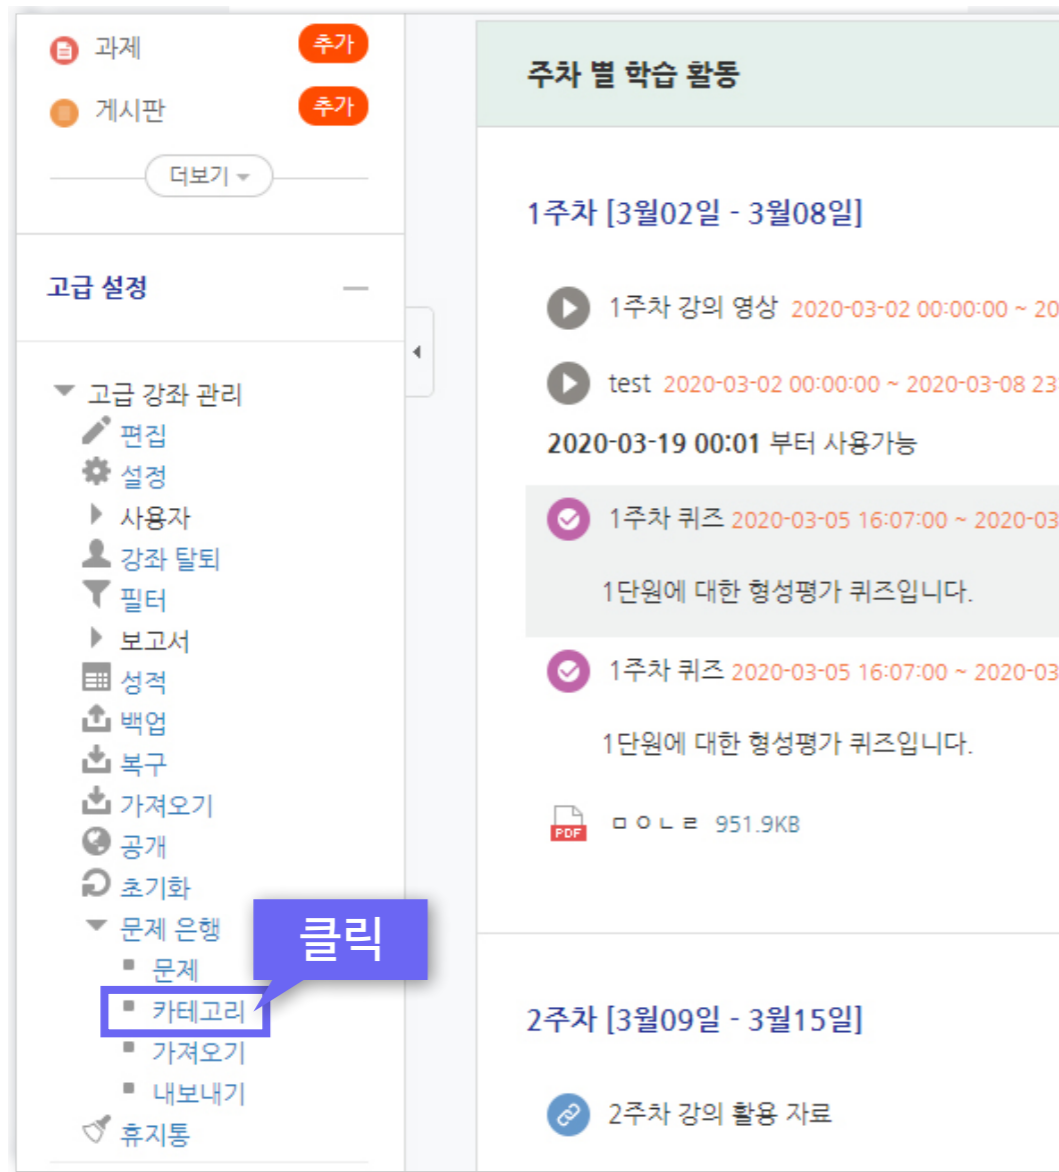 과제
추가
게시판
추가
더보기
고급 설정
고급 강좌 관리
편집
설정
사용자
강좌 탈퇴
필터
보고서
성적
백업
복구
가져오기
공개
초기화
문제 은행
문제
카테고리
가져오기
내보내기
휴지통
클릭
주차 별 학습 활동
1주차 [3월02일 - 3월08일]
1주차 강의 영상 2020-03-02 00:00:00 ~ 20
test 2020-03-02 00:00:00 ~ 2020-03-08 23
2020-03-19 00:01 부터 사용가능
1주차 퀴즈 2020-03-05 16:07:00 ~ 2020-03
1단원에 대한 형성평가 퀴즈입니다.
1주차 퀴즈 2020-03-05 16:07:00 ~ 2020-03
1단원에 대한 형성평가 퀴즈입니다.
PDF ㅁㅇㄴㄹ 951.9KB
2주차 [3월09일 - 3월15일]
2주차 강의 활용 자료